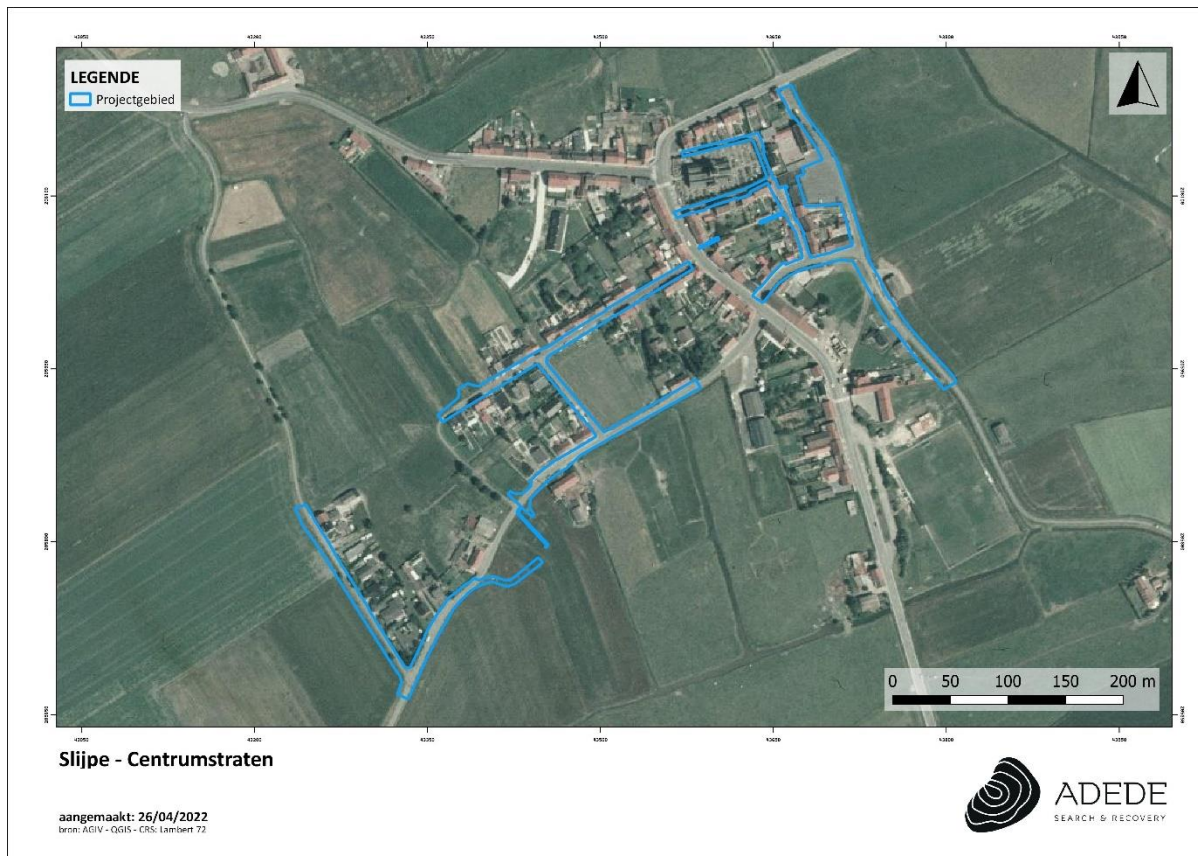 LEGENDE
Projectgebied
0 50 100 150 200 m
Slijpe - Centrumstraten
aangemaakt: 26/04/2022
bron: AGIV - QGIS - CRS: Lambert 72
ADEDE
SEARCH & RECOVERY